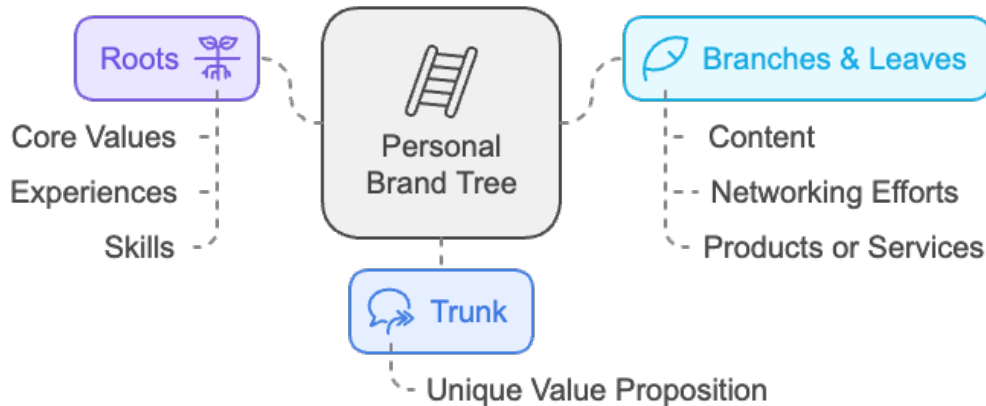 Roots
Core Values
Experiences
Skills
Personal
Brand Tree
Branches & Leaves
Content
Networking Efforts
Products or Services
Trunk
Unique Value Proposition